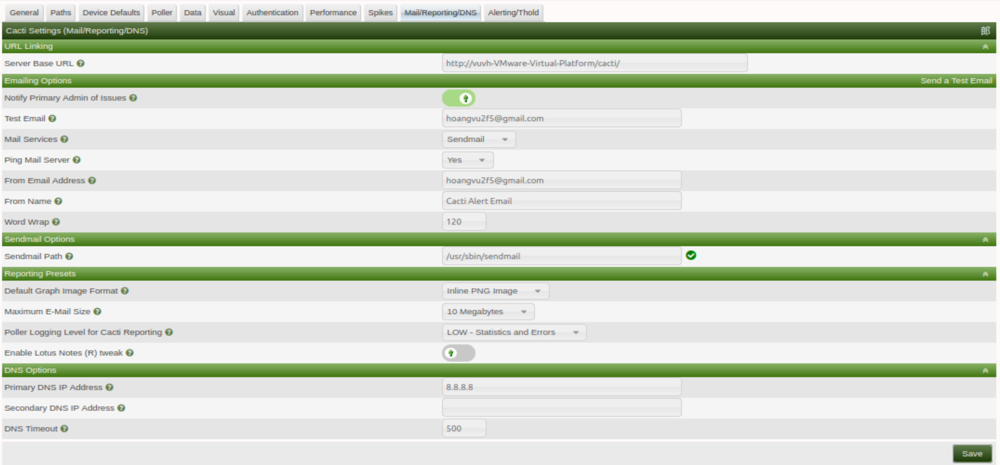 General Paths Device Defaults Poller Data Visual Authentication Performance Spikes Mail/Reporting/DNS Alerting/Thold
Cacti Settings (Mail/Reporting/DNS) 郎
URL Linking
Server Base URL http://vuvh-VMware-Virtual-Platform/cacti/
Emailing Options Send a Test Email
Notify Primary Admin of Issues
Test Email hoangvu2f5@gmail.com
Mail Services Sendmail
Ping Mail Server Yes
From Email Address hoangvu2f5@gmail.com
From Name Cacti Alert Email
Word Wrap 120
Sendmail Options
Sendmail Path /usr/sbin/sendmail
Reporting Presets
Default Graph Image Format Inline PNG Image
Maximum E-Mail Size 10 Megabytes
Poller Logging Level for Cacti Reporting LOW - Statistics and Errors
Enable Lotus Notes (R) tweak
DNS Options
Primary DNS IP Address 8.8.8.8
Secondary DNS IP Address
DNS Timeout 500
Save